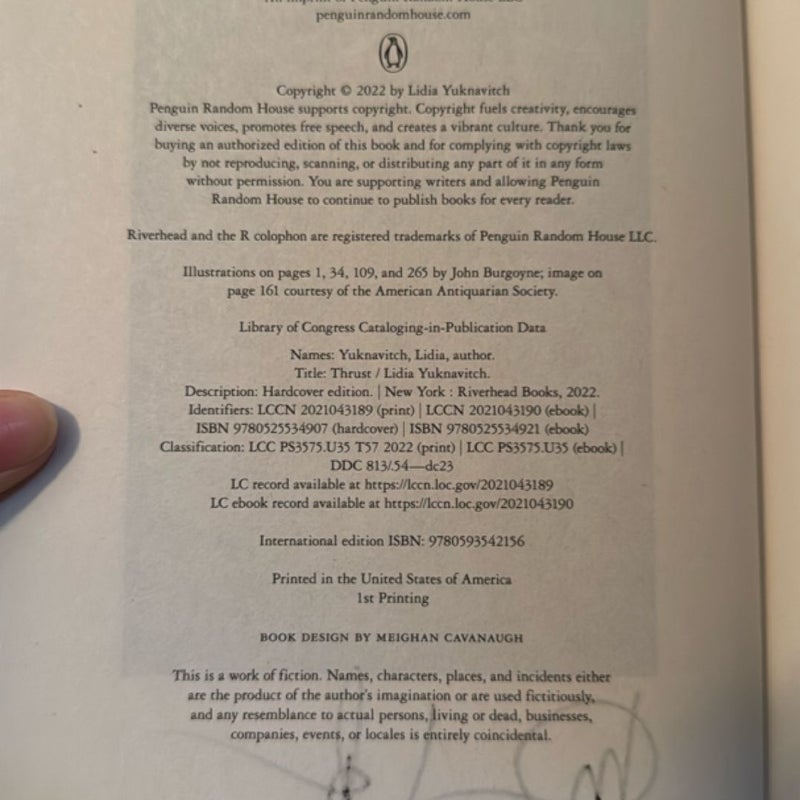 penguinrandomhouse.com
Copyright © 2022 by Lidia Yuknavitch
Penguin Random House supports copyright. Copyright fuels creativity, encourages
diverse voices, promotes free speech, and creates a vibrant culture. Thank you for
buying an authorized edition of this book and for complying with copyright laws
by not reproducing, scanning, or distributing any part of it in any form
without permission. You are supporting writers and allowing Penguin
Random House to continue to publish books for every reader.
Riverhead and the R colophon are registered trademarks of Penguin Random House LLC.
Illustrations on pages 1, 34, 109, and 265 by John Burgoyne; image on
page 161 courtesy of the American Antiquarian Society.
Library of Congress Cataloging-in-Publication Data
Names: Yuknavitch, Lidia, author.
Title: Thrust / Lidia Yuknavitch.
Description: Hardcover edition. | New York : Riverhead Books, 2022.
Identifiers: LCCN 2021043189 (print) | LCCN 2021043190 (ebook) |
ISBN 9780525534907 (hardcover) | ISBN 9780525534921 (ebook)
Classification: LCC PS3575.U35 T57 2022 (print) | LCC PS3575.U35 (ebook) |
DDC 813/.54—dc23
LC record available at https://lccn.loc.gov/2021043189
LC ebook record available at https://lccn.loc.gov/2021043190
International edition ISBN: 9780593542156
Printed in the United States of America
1st Printing
BOOK DESIGN BY MEIGHAN CAVANAUGH
This is a work of fiction. Names, characters, places, and incidents either
are the product of the author's imagination or are used fictitiously,
and any resemblance to actual persons, living or dead, businesses,
companies, events, or locales is entirely coincidental.